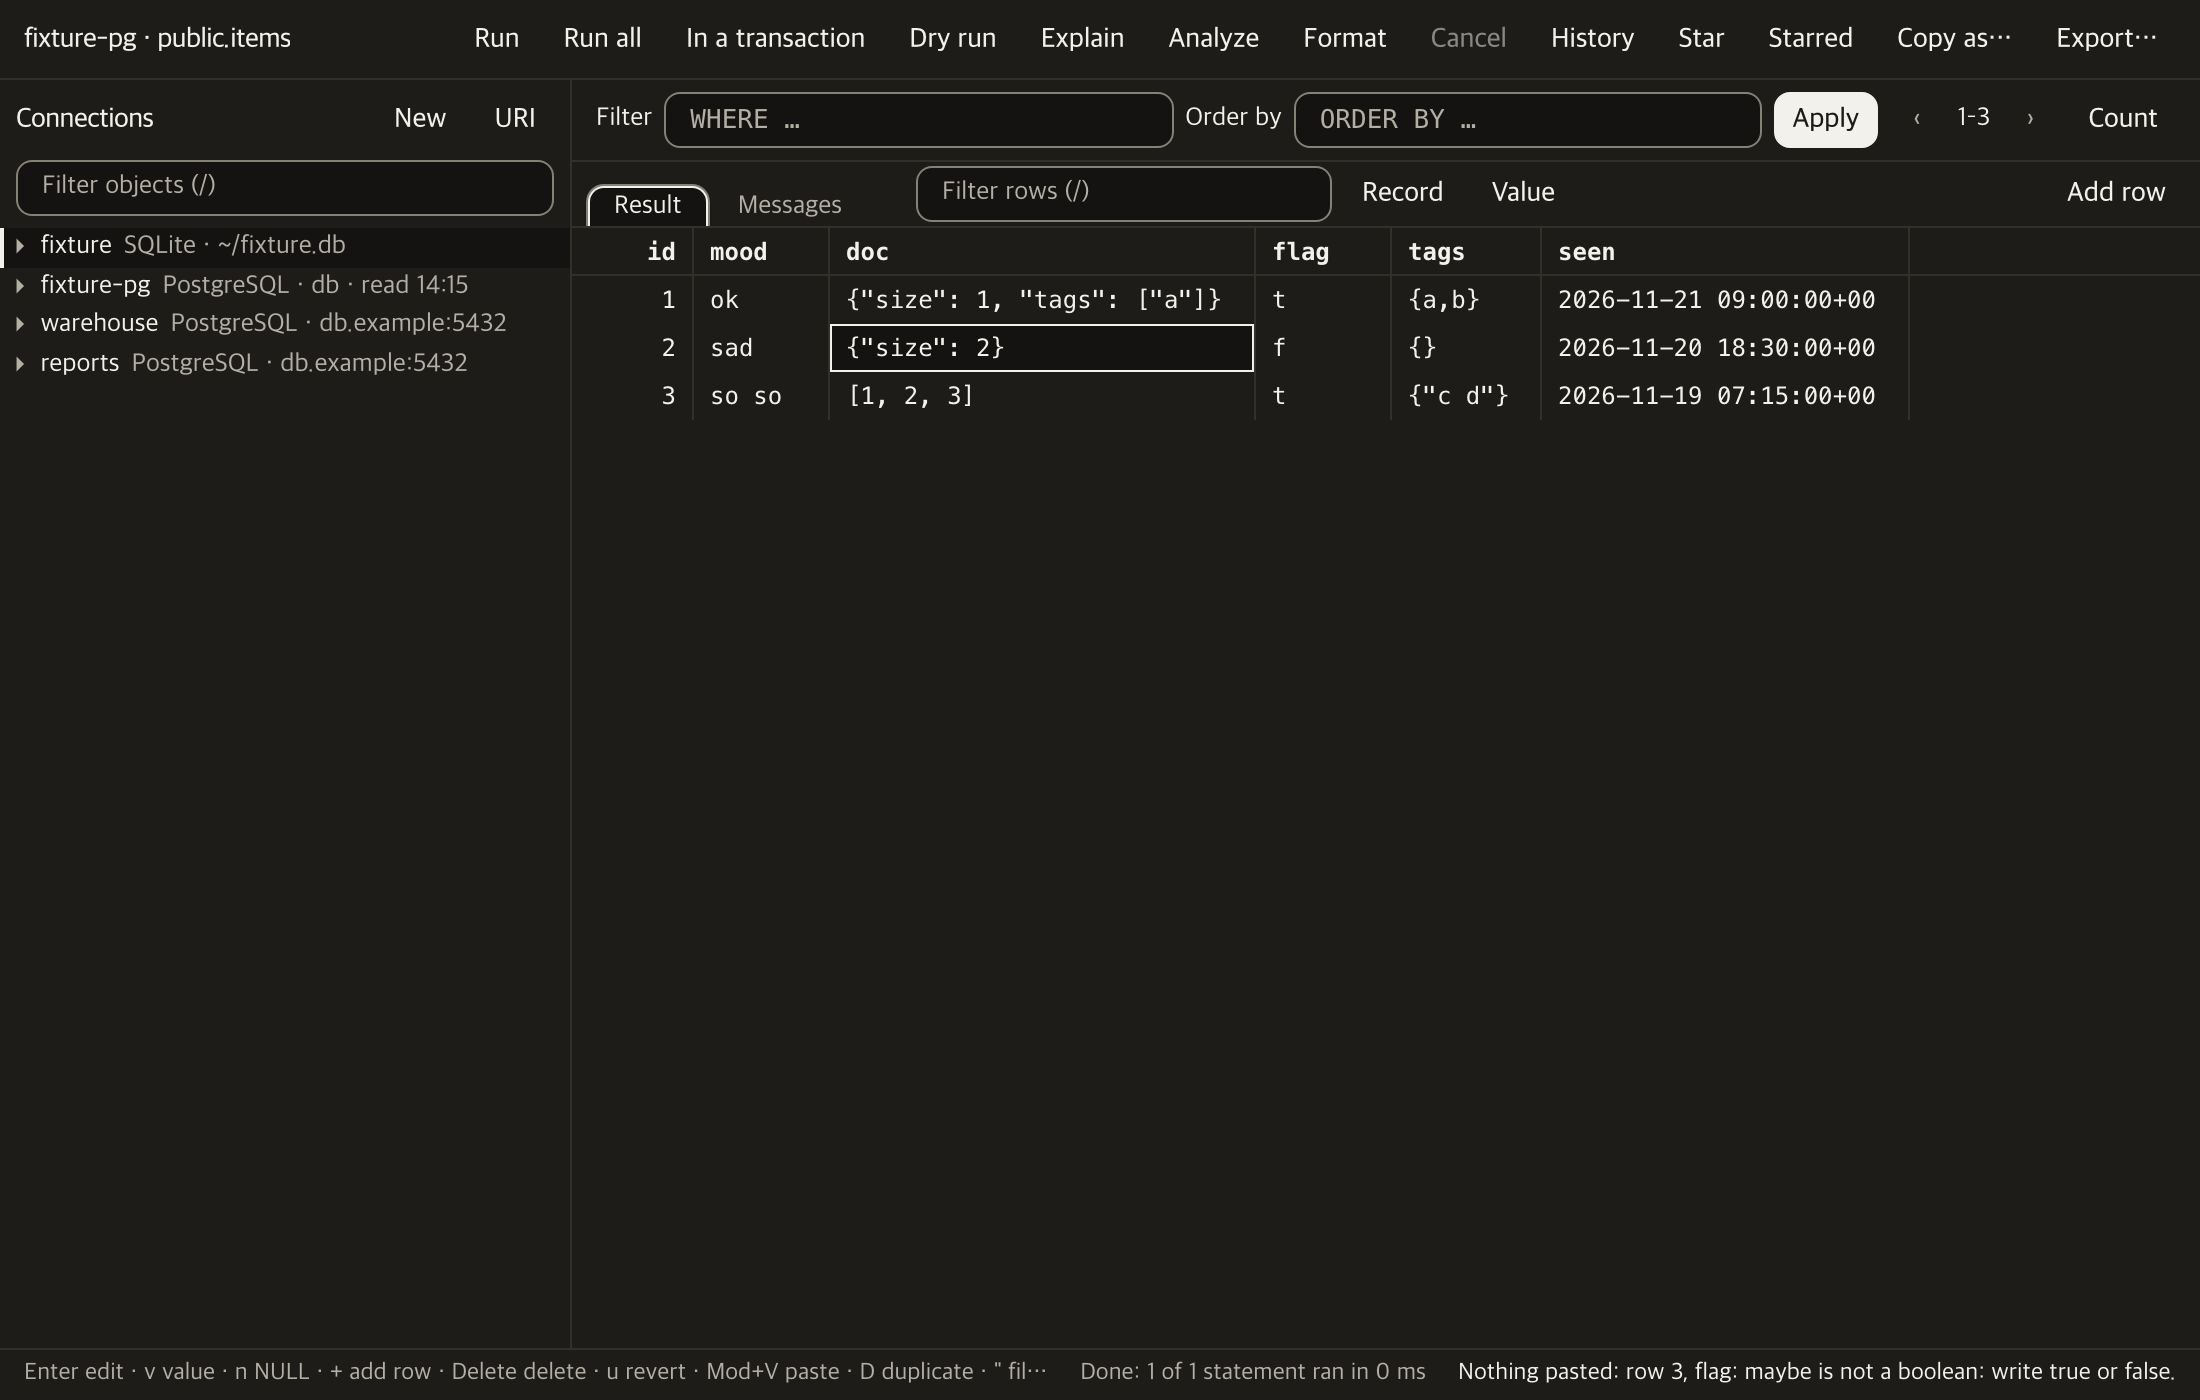 fixture-pg · public.items Run Run all In a transaction Dry run Explain Analyze Format Cancel History Star Starred Copy as… Export…
Connections New URI
Filter WHERE … Order by ORDER BY … Apply ‹ 1-3 › Count
Filter objects (/)
Result Messages Filter rows (/) Record Value Add row
fixture SQLite · ~/fixture.db
fixture-pg PostgreSQL · db · read 14:15
warehouse PostgreSQL · db.example:5432
reports PostgreSQL · db.example:5432
id mood doc flag tags seen
1 ok {"size": 1, "tags": ["a"]} t {a,b} 2026-11-21 09:00:00+00
2 sad {"size": 2} f {} 2026-11-20 18:30:00+00
3 so so [1, 2, 3] t {"c d"} 2026-11-19 07:15:00+00
Enter edit · v value · n NULL · + add row · Delete delete · u revert · Mod+V paste · D duplicate · " fil… Done: 1 of 1 statement ran in 0 ms Nothing pasted: row 3, flag: maybe is not a boolean: write true or false.